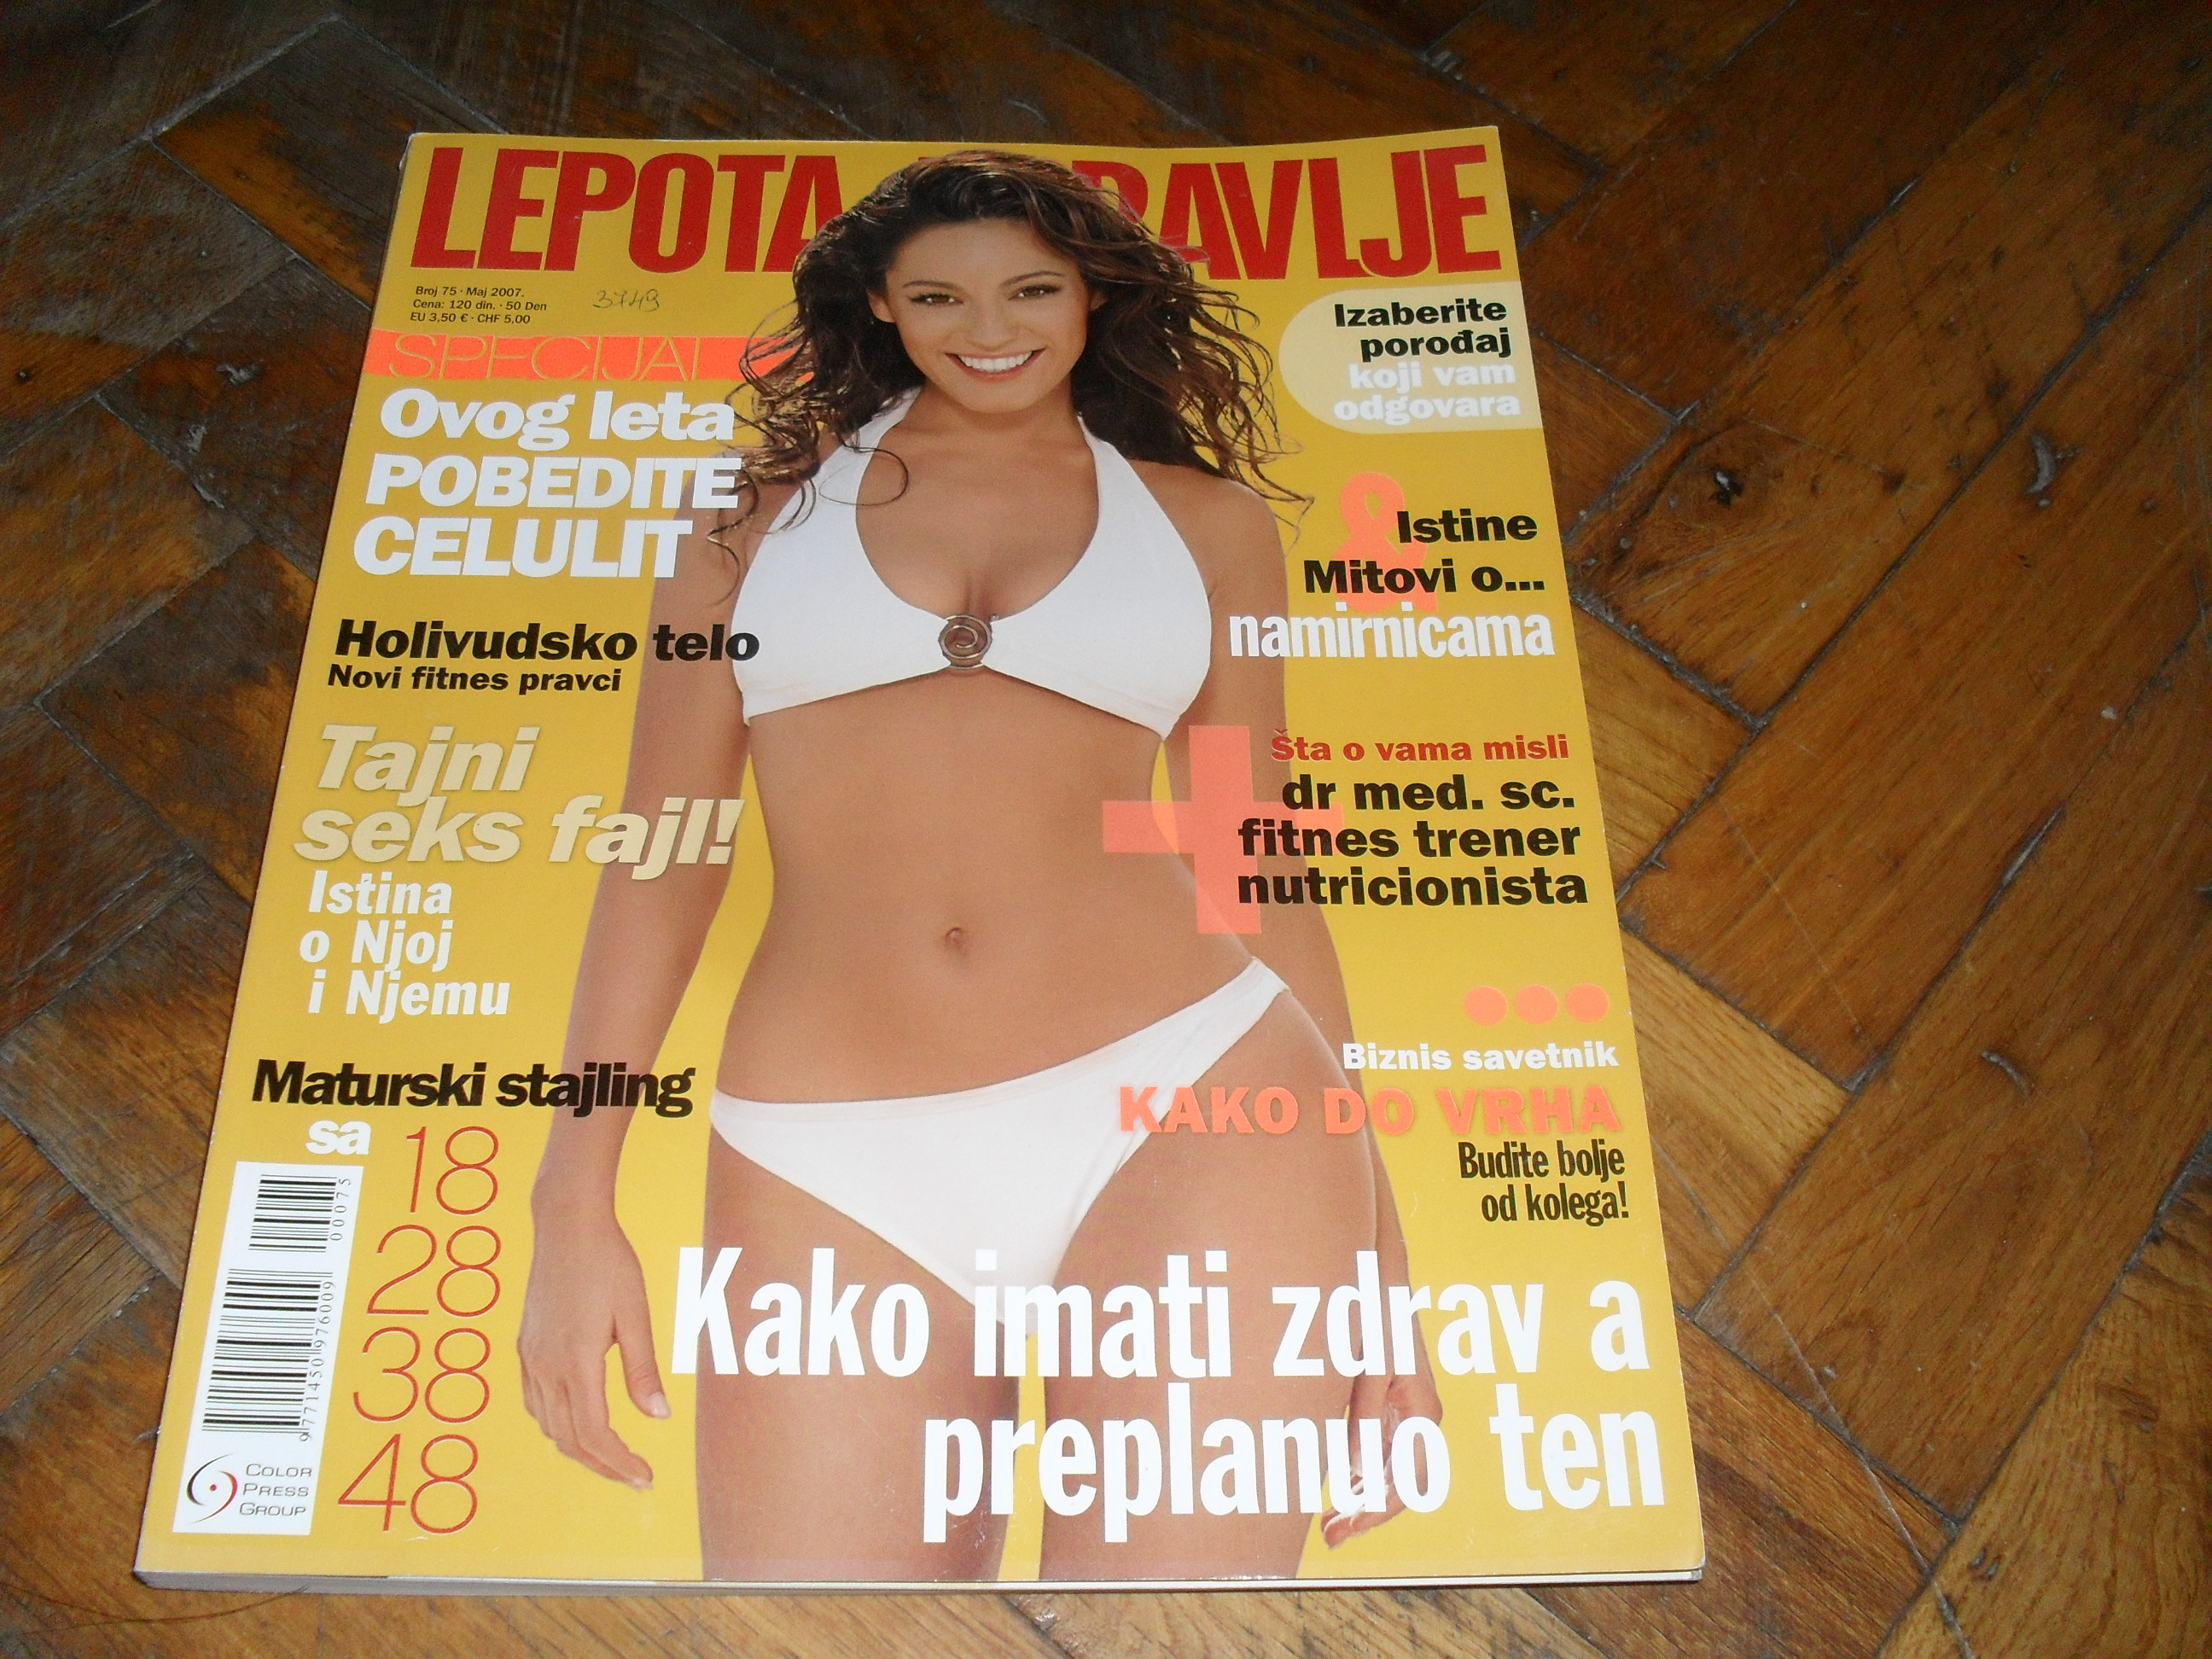 LEPOTA ZDRAVLJE
Broj 75 · Maj 2007.
Cena: 120 din. · 50 Den
EU 3,50 € · CHF 5,00
3749
SPECIJAL
Ovog leta
POBEDITE
CELULIT
Holivudsko telo
Novi fitnes pravci
Tajni
seks fajl!
Istina
o Njoj
i Njemu
Maturski stajling
sa 18
28
38
48
00075
9771450976009
COLOR
PRESS
GROUP
Izaberite
porođaj
koji vam
odgovara
&
Istine
Mitovi o...
namirnicama
+
Šta o vama misli
dr med. sc.
fitnes trener
nutricionista
Biznis savetnik
KAKO DO VRHA
Budite bolje
od kolega!
Kako imati zdrav a
preplanuo ten